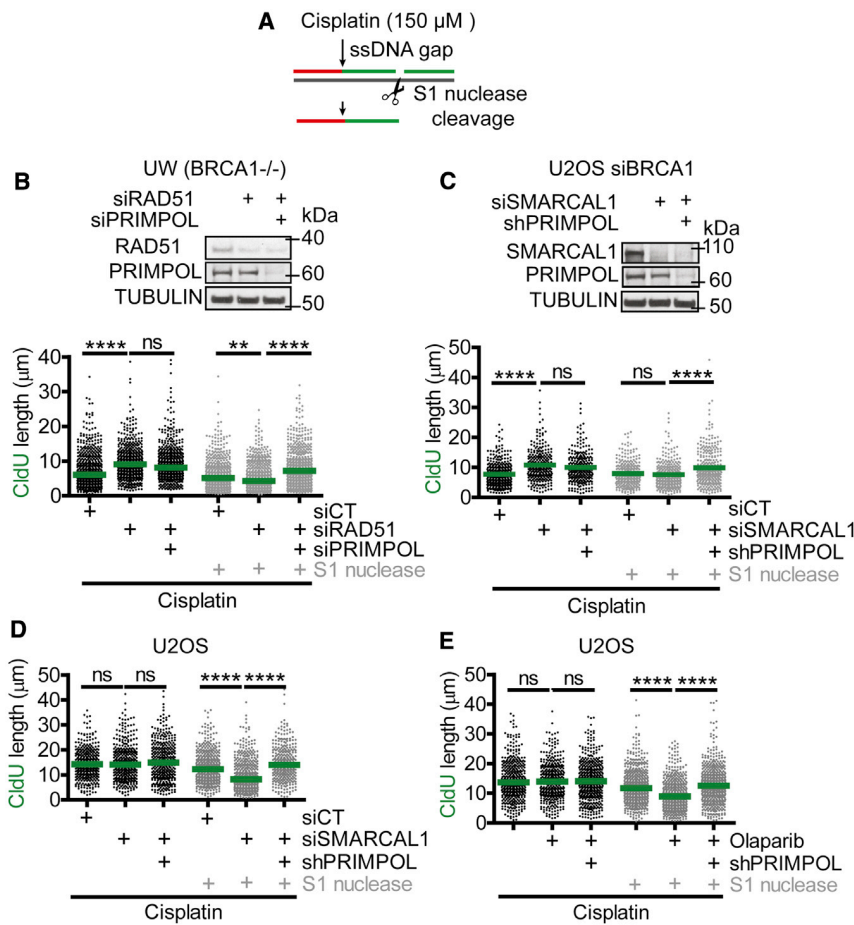 A
Cisplatin (150 µM )
ssDNA gap
S1 nuclease
cleavage
B
UW (BRCA1-/-)
siRAD51 + +
siPRIMPOL + kDa
RAD51 40
PRIMPOL 60
TUBULIN 50
**** ns ** ****
CldU length (µm)
40
30
20
10
0
+ + siCT
+ + + + siRAD51
+ + siPRIMPOL
+ + + S1 nuclease
Cisplatin
C
U2OS siBRCA1
siSMARCAL1 + +
shPRIMPOL + kDa
SMARCAL1 110
PRIMPOL 60
TUBULIN 50
**** ns ns ****
CldU length (µm)
50
40
30
20
10
0
siCT + +
siSMARCAL1 + + + +
shPRIMPOL + +
S1 nuclease + + +
Cisplatin
D
U2OS
ns ns **** ****
CldU length (µm)
50
40
30
20
10
0
+ + siCT
+ + + + siSMARCAL1
+ + shPRIMPOL
+ + + S1 nuclease
Cisplatin
E
U2OS
ns ns **** ****
CldU length (µm)
50
40
30
20
10
0
+ + + + Olaparib
+ + shPRIMPOL
+ + + S1 nuclease
Cisplatin